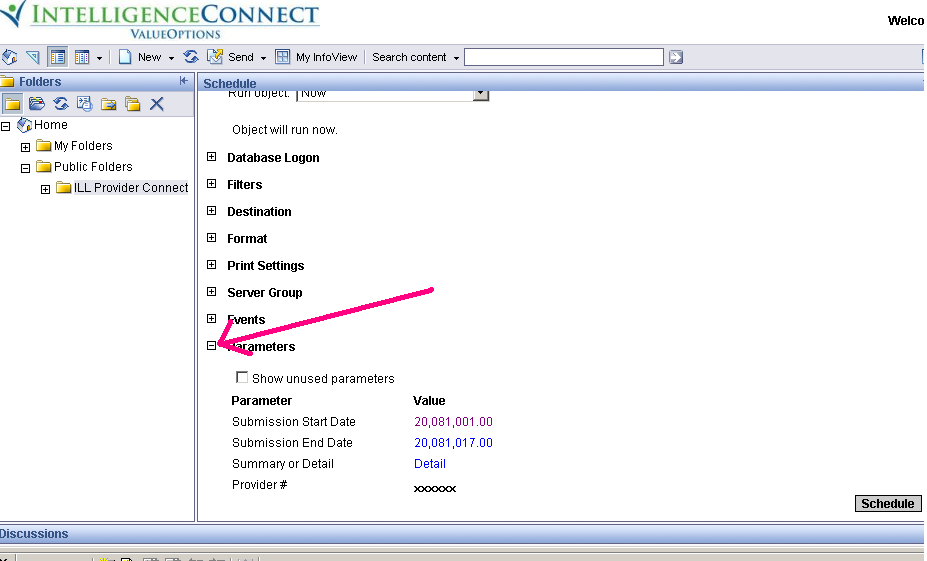 INTELLIGENCECONNECT
VALUEOPTIONS
Welco
New Send My InfoView Search content
Folders
Schedule
Run object: Now
Home
My Folders
Public Folders
ILL Provider Connect
Object will run now.
Database Logon
Filters
Destination
Format
Print Settings
Server Group
Events
Parameters
Show unused parameters
Parameter Value
Submission Start Date 20,081,001.00
Submission End Date 20,081,017.00
Summary or Detail Detail
Provider # xxxxxx
Schedule
Discussions